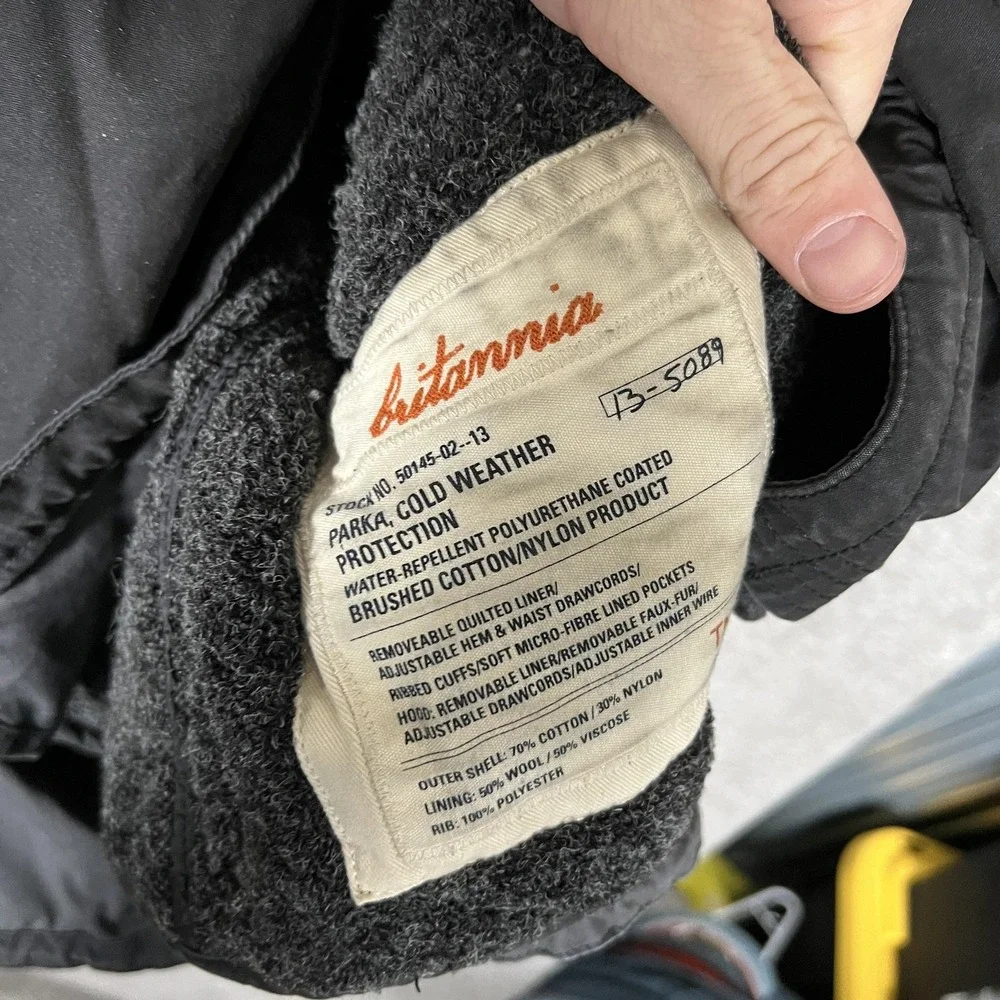 britannia
13-5089
STOCK NO. 50145-02--13
PARKA, COLD WEATHER
PROTECTION
WATER-REPELLENT POLYURETHANE COATED
BRUSHED COTTON/NYLON PRODUCT
REMOVEABLE QUILTED LINER/
ADJUSTABLE HEM & WAIST DRAWCORDS/
RIBBED CUFFS/SOFT MICRO-FIBRE LINED POCKETS
HOOD: REMOVABLE LINER/REMOVABLE FAUX-FUR/
ADJUSTABLE DRAWCORDS/ADJUSTABLE INNER WIRE
OUTER SHELL: 70% COTTON / 30% NYLON
LINING: 50% WOOL / 50% VISCOSE
RIB: 100% POLYESTER